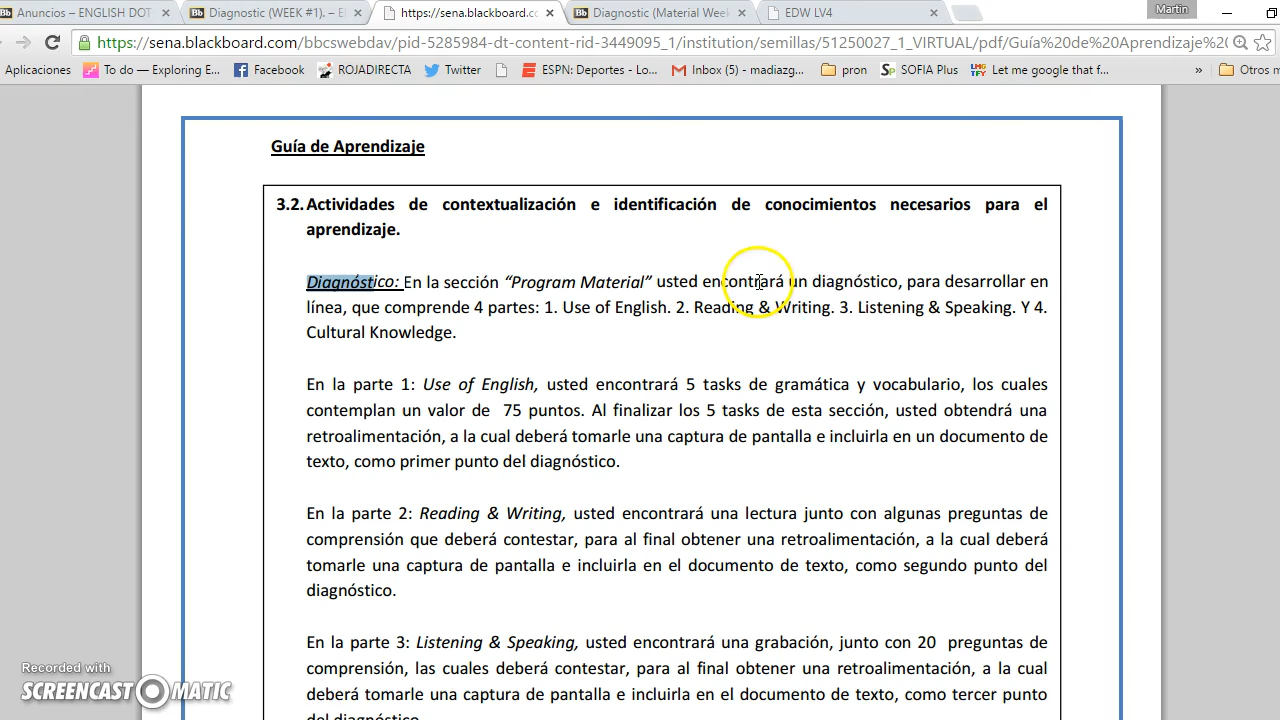 Anuncios – ENGLISH DOT
Diagnostic (WEEK #1). – E
https://sena.blackboard.co
Diagnostic (Material Wee
EDW LV4
Martin
https://sena.blackboard.com/bbcswebdav/pid-5285984-dt-content-rid-3449095_1/institution/semillas/51250027_1_VIRTUAL/pdf/Guía%20de%20Aprendizaje%20
Aplicaciones
To do — Exploring E...
Facebook
ROJADIRECTA
Twitter
ESPN: Deportes - Lo...
Inbox (5) - madiazg...
pron
SOFIA Plus
Let me google that f...
»
Otros m
Guía de Aprendizaje
3.2. Actividades de contextualización e identificación de conocimientos necesarios para el
aprendizaje.
Diagnóstico: En la sección “Program Material” usted encontrará un diagnóstico, para desarrollar en
línea, que comprende 4 partes: 1. Use of English. 2. Reading & Writing. 3. Listening & Speaking. Y 4.
Cultural Knowledge.
En la parte 1: Use of English, usted encontrará 5 tasks de gramática y vocabulario, los cuales
contemplan un valor de 75 puntos. Al finalizar los 5 tasks de esta sección, usted obtendrá una
retroalimentación, a la cual deberá tomarle una captura de pantalla e incluirla en un documento de
texto, como primer punto del diagnóstico.
En la parte 2: Reading & Writing, usted encontrará una lectura junto con algunas preguntas de
comprensión que deberá contestar, para al final obtener una retroalimentación, a la cual deberá
tomarle una captura de pantalla e incluirla en el documento de texto, como segundo punto del
diagnóstico.
En la parte 3: Listening & Speaking, usted encontrará una grabación, junto con 20 preguntas de
comprensión, las cuales deberá contestar, para al final obtener una retroalimentación, a la cual
deberá tomarle una captura de pantalla e incluirla en el documento de texto, como tercer punto
del diagnóstico.
Recorded with
SCREENCAST-O-MATIC